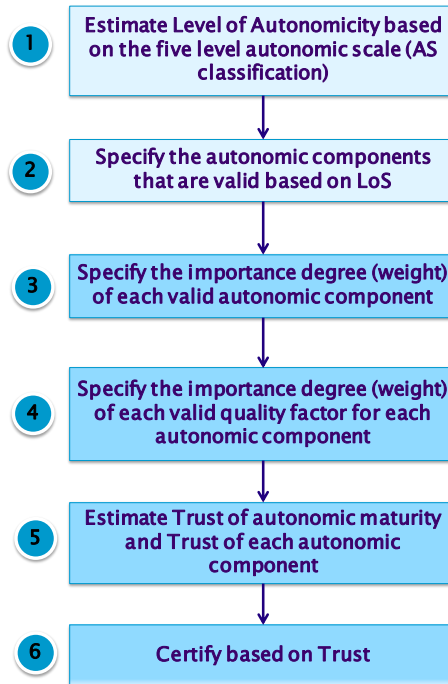 1
Estimate Level of Autonomicity based
on the five level autonomic scale (AS
classification)
2
Specify the autonomic components
that are valid based on LoS
3
Specify the importance degree (weight)
of each valid autonomic component
4
Specify the importance degree (weight)
of each valid quality factor for each
autonomic component
5
Estimate Trust of autonomic maturity
and Trust of each autonomic
component
6
Certify based on Trust